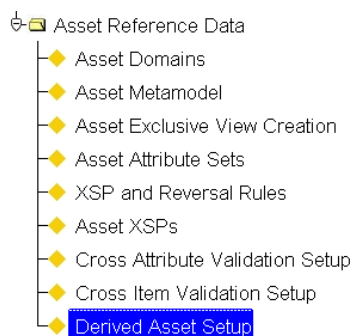 Asset Reference Data
Asset Domains
Asset Metamodel
Asset Exclusive View Creation
Asset Attribute Sets
XSP and Reversal Rules
Asset XSPs
Cross Attribute Validation Setup
Cross Item Validation Setup
Derived Asset Setup